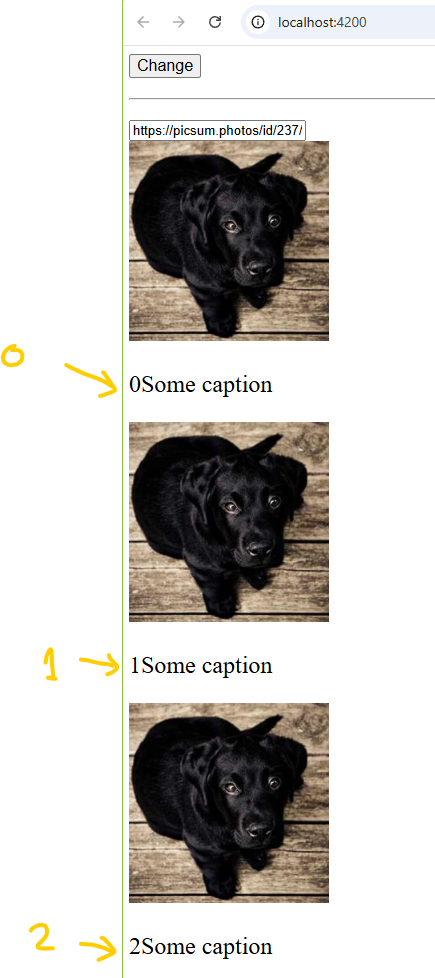 localhost:4200
Change
https://picsum.photos/id/237/
0
0Some caption
1
1Some caption
2
2Some caption